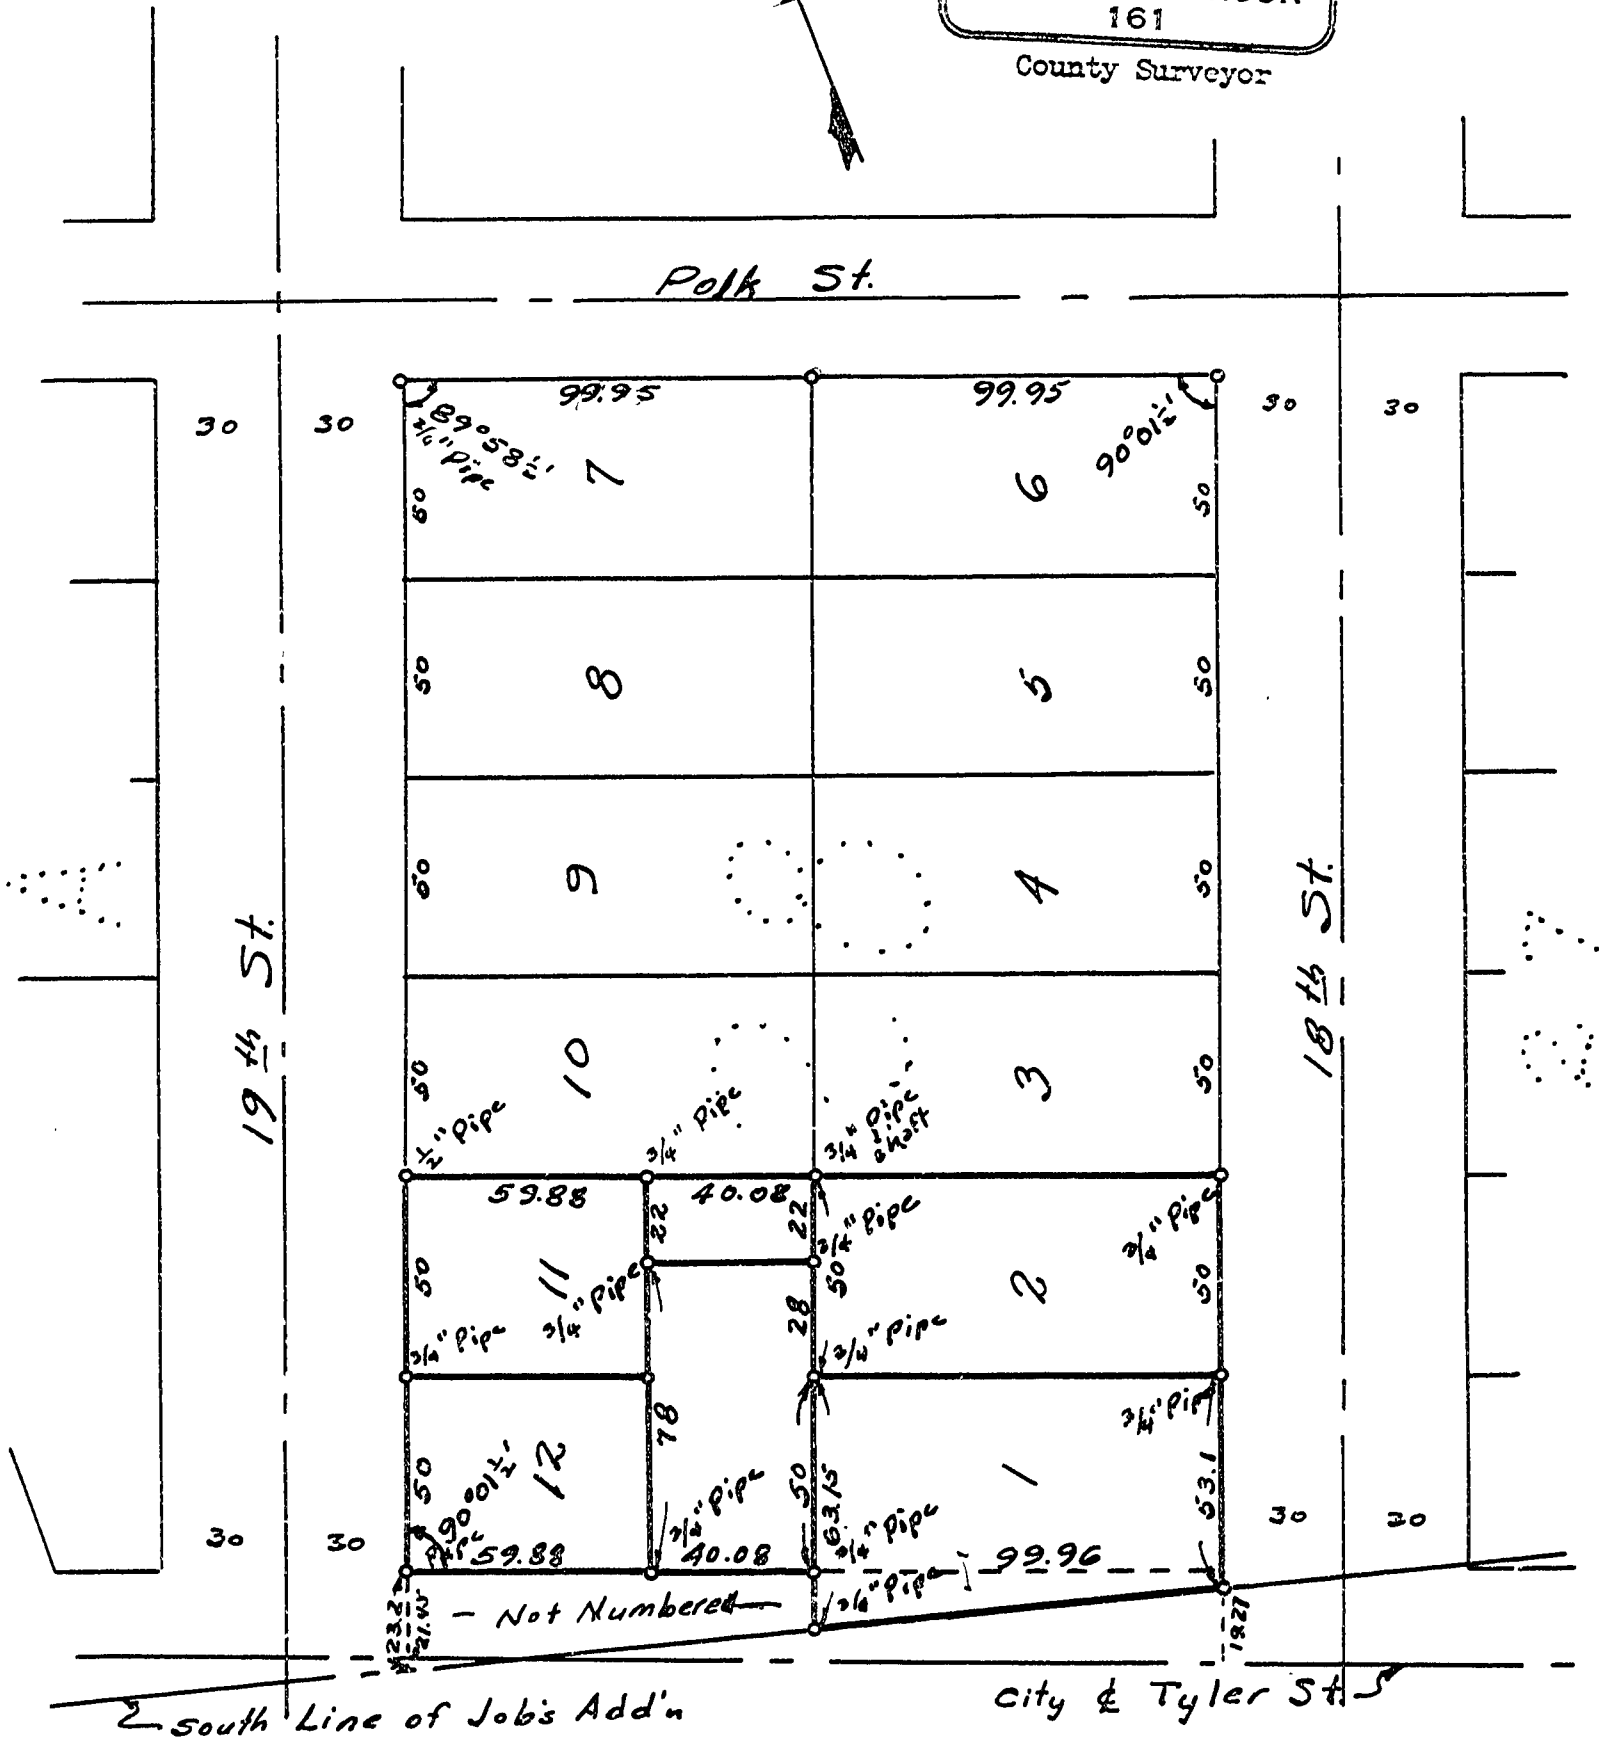 161
County Surveyor
Polk St.
99.95
99.95
30
30
89°58½'
3/4" Pipe
7
6
90°01½'
30
30
50
50
50
8
5
50
50
9
4
50
19th St.
18th St.
50
10
3
50
½" Pipe
3/4" Pipe
3/4" Pipe
shaft
59.88
40.08
22
22
3/4" Pipe
3/4" Pipe
50
11
3/4" Pipe
28
50
2
50
3/4" Pipe
3/4" Pipe
3/4" Pipe
78
50
12
90°01½'
Pipe
50
63.15
1
53.1
3/4" Pipe
3/4" Pipe
30
30
30
30
59.88
40.08
99.96
3/4" Pipe
- Not Numbered -
23.2
21.45
18.27
South Line of Job's Add'n
City ℄ Tyler St.